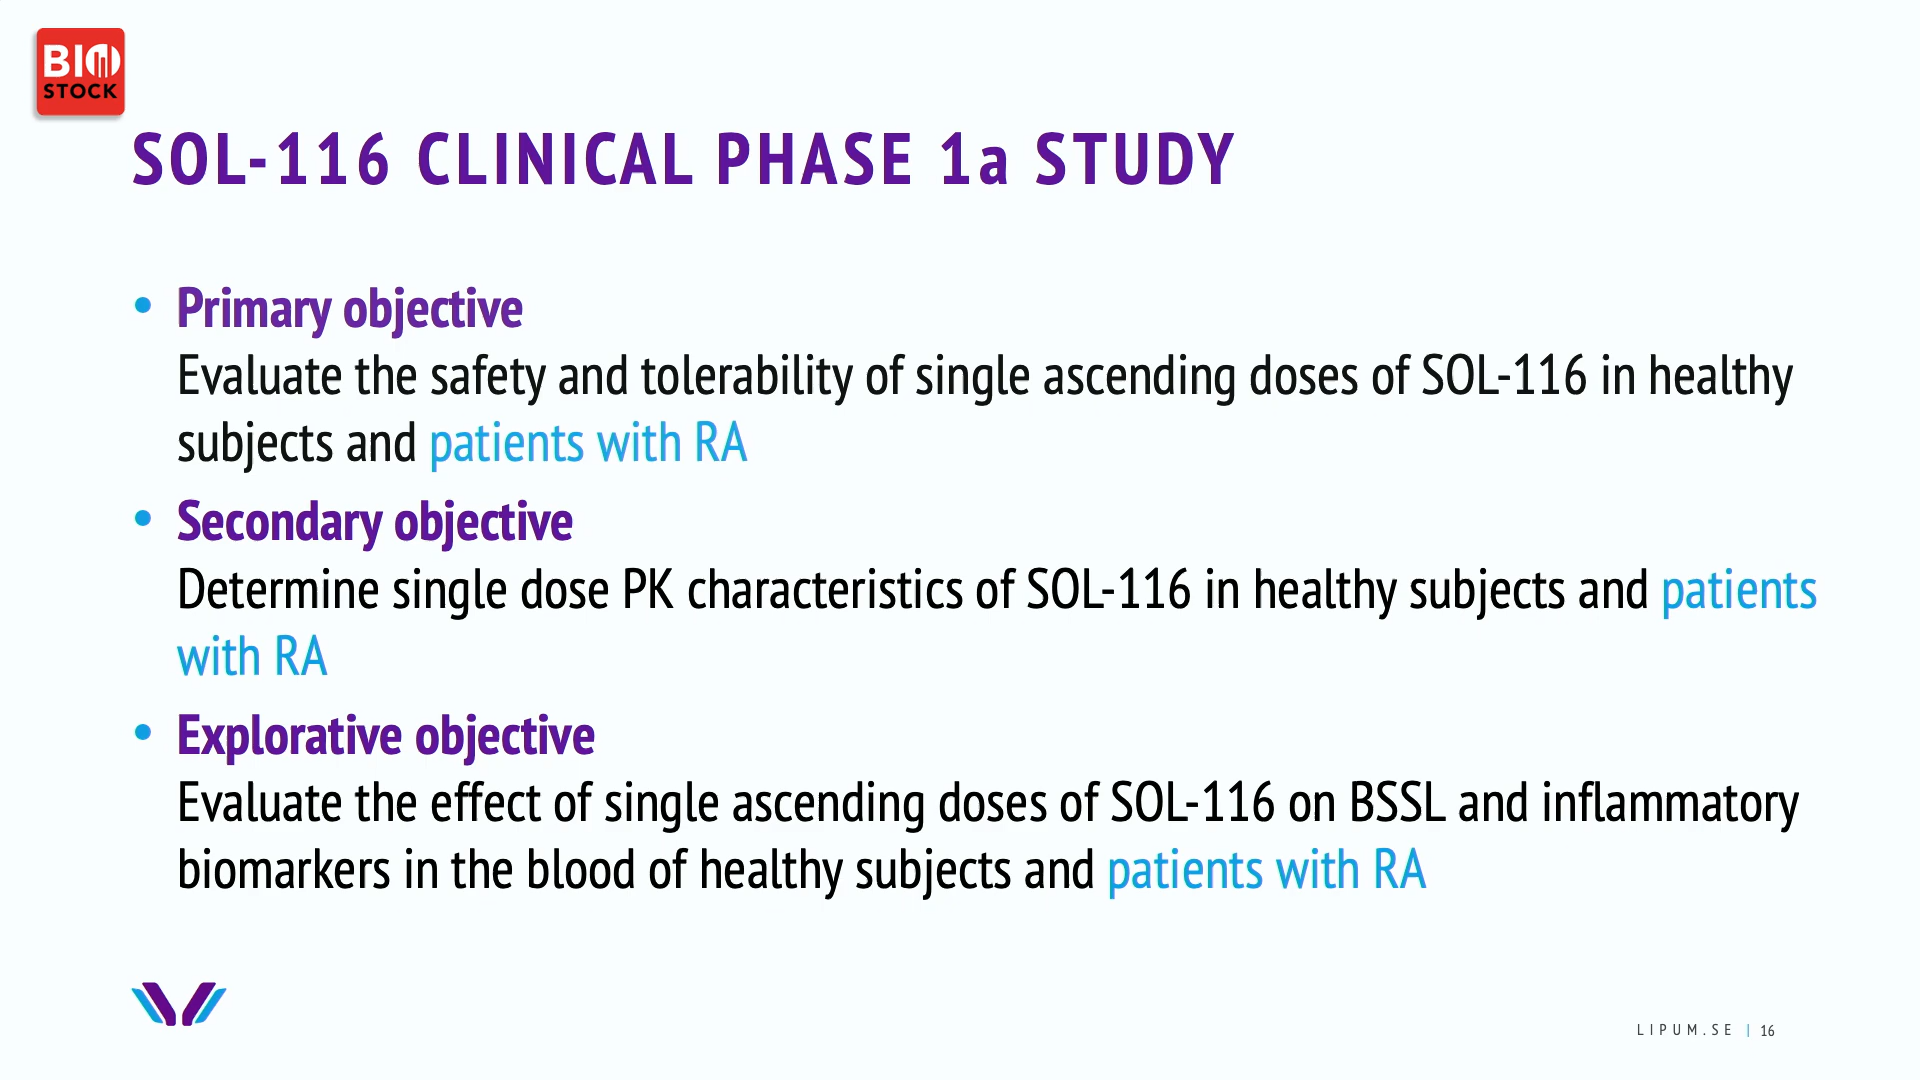 BIO
STOCK
SOL-116 CLINICAL PHASE 1a STUDY
• Primary objective
Evaluate the safety and tolerability of single ascending doses of SOL-116 in healthy
subjects and patients with RA
• Secondary objective
Determine single dose PK characteristics of SOL-116 in healthy subjects and patients
with RA
• Explorative objective
Evaluate the effect of single ascending doses of SOL-116 on BSSL and inflammatory
biomarkers in the blood of healthy subjects and patients with RA
LIPUM.SE | 16